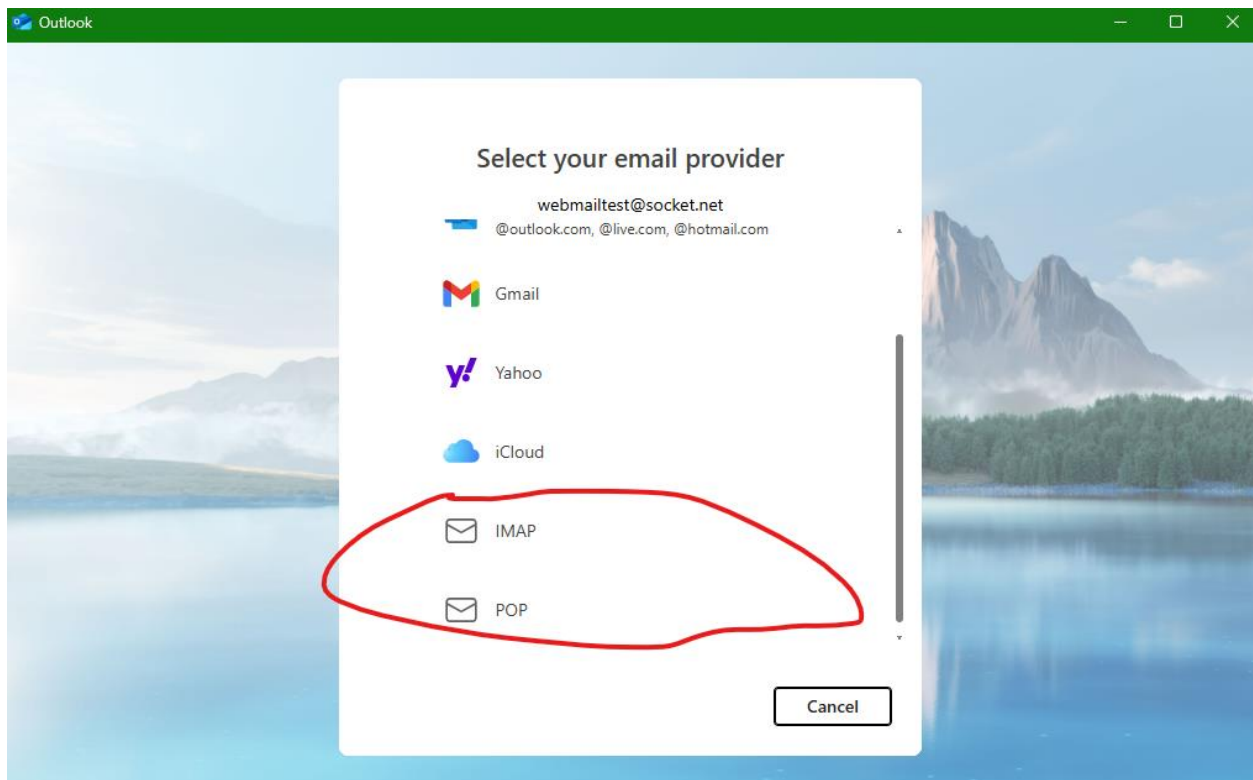 Outlook
Select your email provider
webmailtest@socket.net
@outlook.com, @live.com, @hotmail.com
Gmail
Yahoo
iCloud
IMAP
POP
Cancel